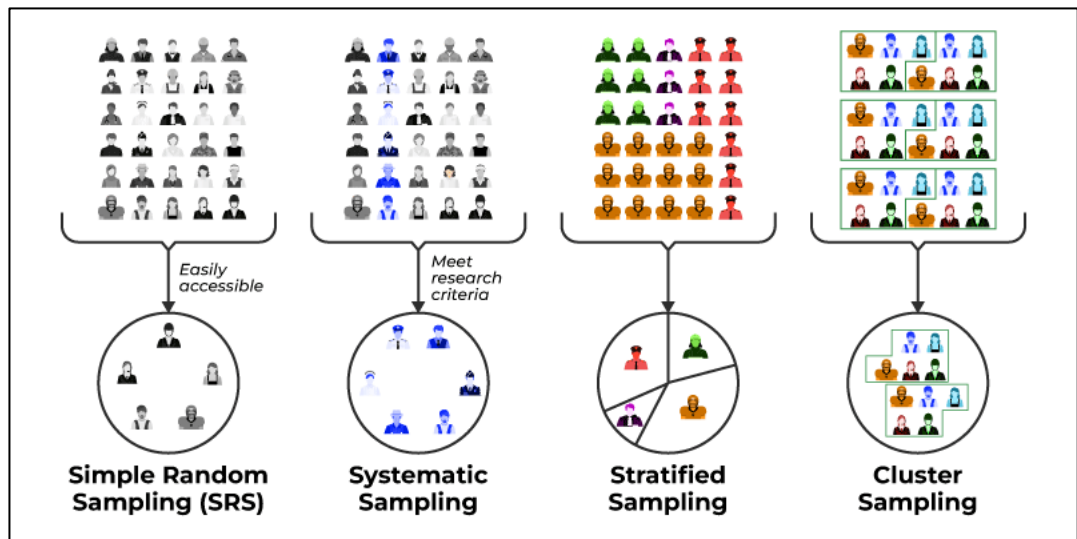 Easily
accessible
Meet
research
criteria
Simple Random
Sampling (SRS)
Systematic
Sampling
Stratified
Sampling
Cluster
Sampling